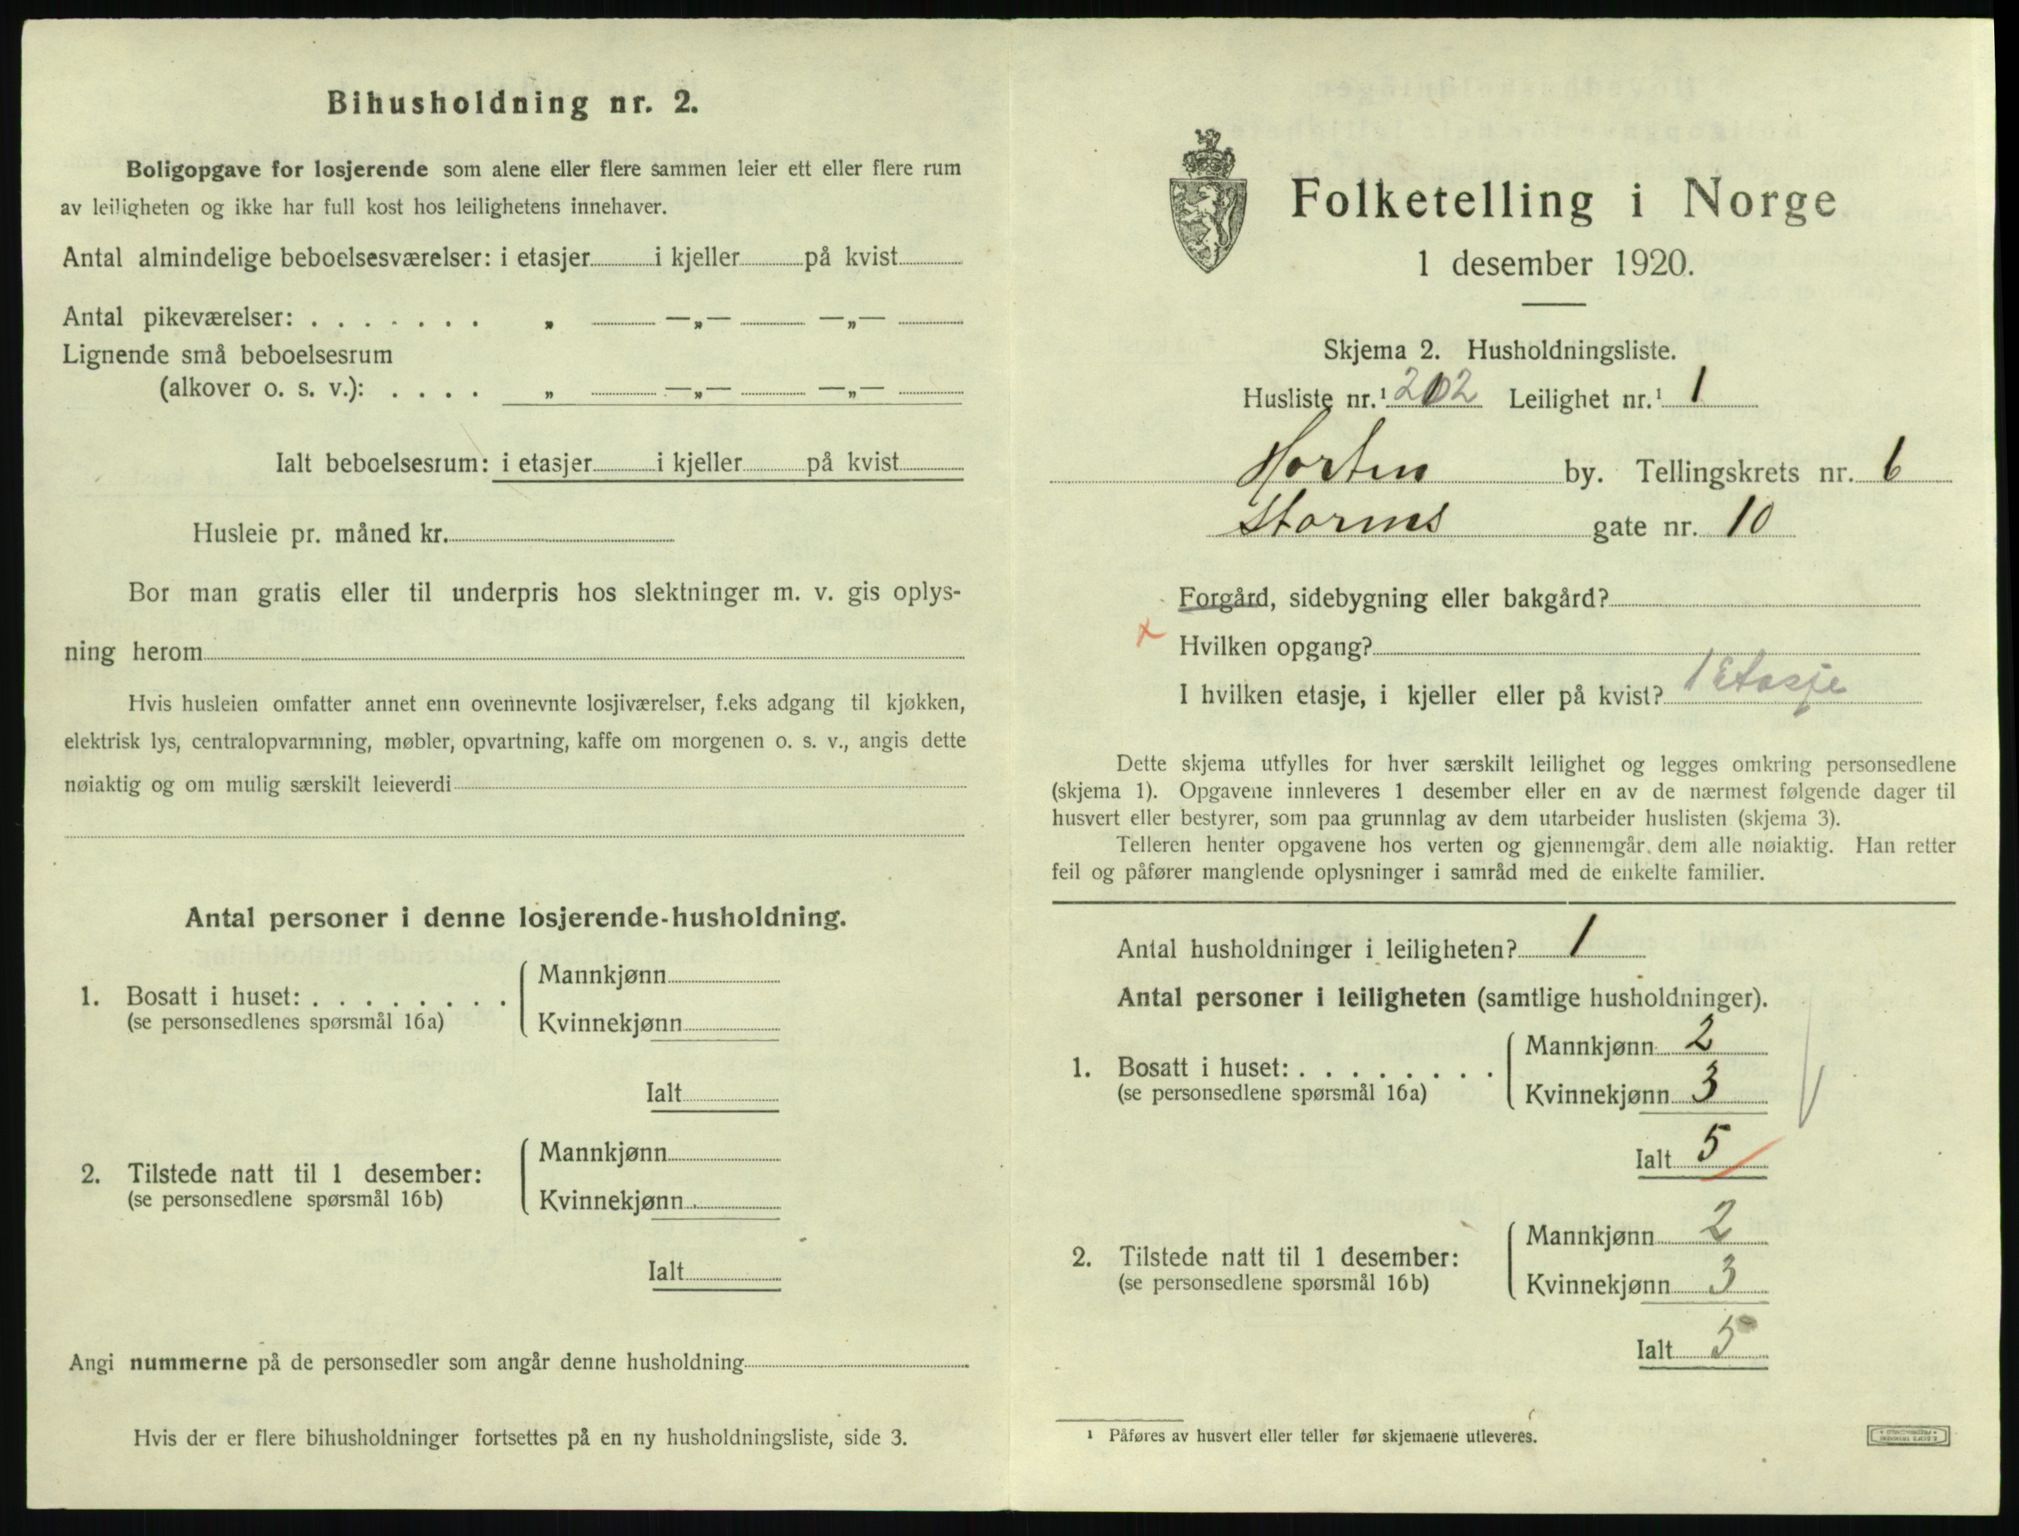 Bihusholdning nr. 2.
Boligopgave for losjerende som alene eller flere sammen leier ett eller flere rum
av leiligheten og ikke har full kost hos leilighetens innehaver.
Antal almindelige beboelsesværelser: i etasjer i kjeller på kvist
Antal pikeværelser: . . . . . . . „ —„— —„—
Lignende små beboelsesrum
(alkover o. s. v.): . . . . „ —„— —„—
Ialt beboelsesrum: i etasjer i kjeller på kvist
Husleie pr. måned kr.
Bor man gratis eller til underpris hos slektninger m. v. gis oplys-
ning herom
Hvis husleien omfatter annet enn ovennevnte losjiværelser, f.eks adgang til kjøkken,
elektrisk lys, centralopvarmning, møbler, opvartning, kaffe om morgenen o. s. v., angis dette
nøiaktig og om mulig særskilt leieverdi
Antal personer i denne losjerende-husholdning.
1. Bosatt i huset: . . . . . . . .
(se personsedlenes spørsmål 16a)
Mannkjønn
Kvinnekjønn
Ialt
2. Tilstede natt til 1 desember:
(se personsedlene spørsmål 16b)
Mannkjønn
Kvinnekjønn
Ialt
Angi nummerne på de personsedler som angår denne husholdning
Hvis der er flere bihusholdninger fortsettes på en ny husholdningsliste, side 3.
Folketelling i Norge
1 desember 1920.
Skjema 2. Husholdningsliste.
Husliste nr.¹ 202 Leilighet nr.¹ 1
Horten by. Tellingskrets nr. 6
Storms gate nr. 10
Forgård, sidebygning eller bakgård?
x Hvilken opgang?
I hvilken etasje, i kjeller eller på kvist? 1 Etasje
Dette skjema utfylles for hver særskilt leilighet og legges omkring personsedlene
(skjema 1). Opgavene innleveres 1 desember eller en av de nærmest følgende dager til
husvert eller bestyrer, som paa grunnlag av dem utarbeider huslisten (skjema 3).
Telleren henter opgavene hos verten og gjennemgår dem alle nøiaktig. Han retter
feil og påfører manglende oplysninger i samråd med de enkelte familier.
Antal husholdninger i leiligheten? 1
Antal personer i leiligheten (samtlige husholdninger).
1. Bosatt i huset: . . . . . . . .
(se personsedlene spørsmål 16a)
Mannkjønn 2
Kvinnekjønn 3
Ialt 5
2. Tilstede natt til 1 desember:
(se personsedlene spørsmål 16b)
Mannkjønn 2
Kvinnekjønn 3
Ialt 5
¹ Påføres av husvert eller teller før skjemaene utleveres.